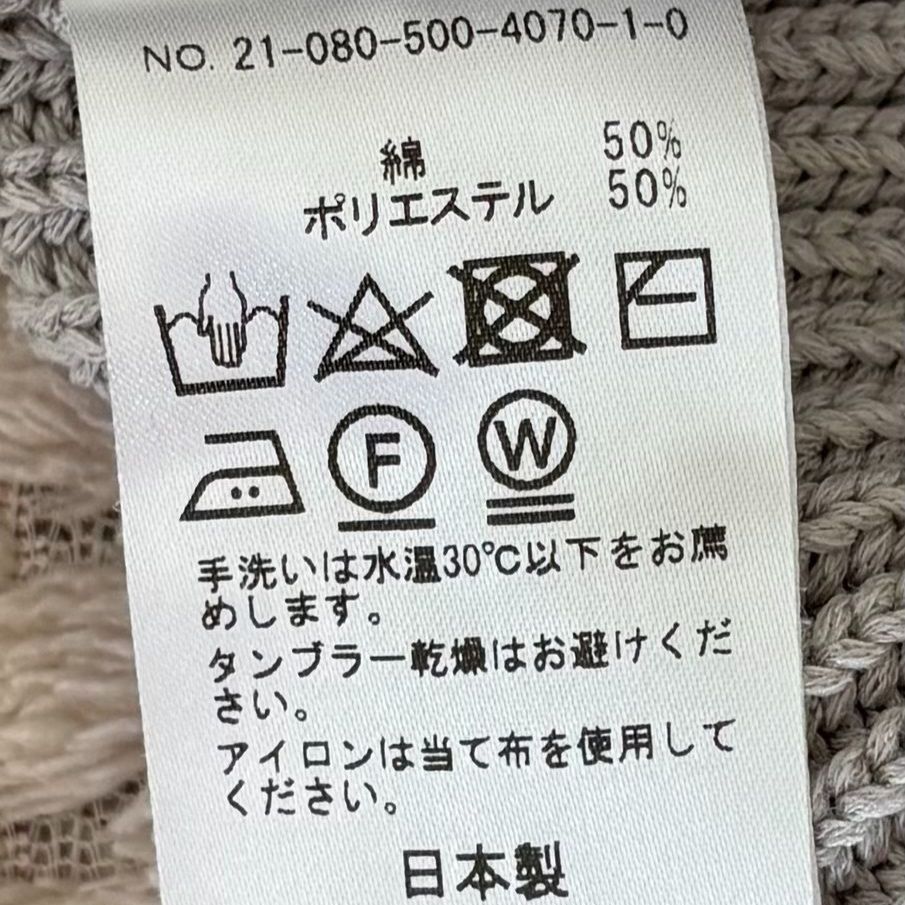 NO. 21-080-500-4070-1-0
綿 50%
ポリエステル 50%
F W
手洗いは水温30℃以下をお薦
めします。
タンブラー乾燥はお避けくだ
さい。
アイロンは当て布を使用して
ください。
日本製